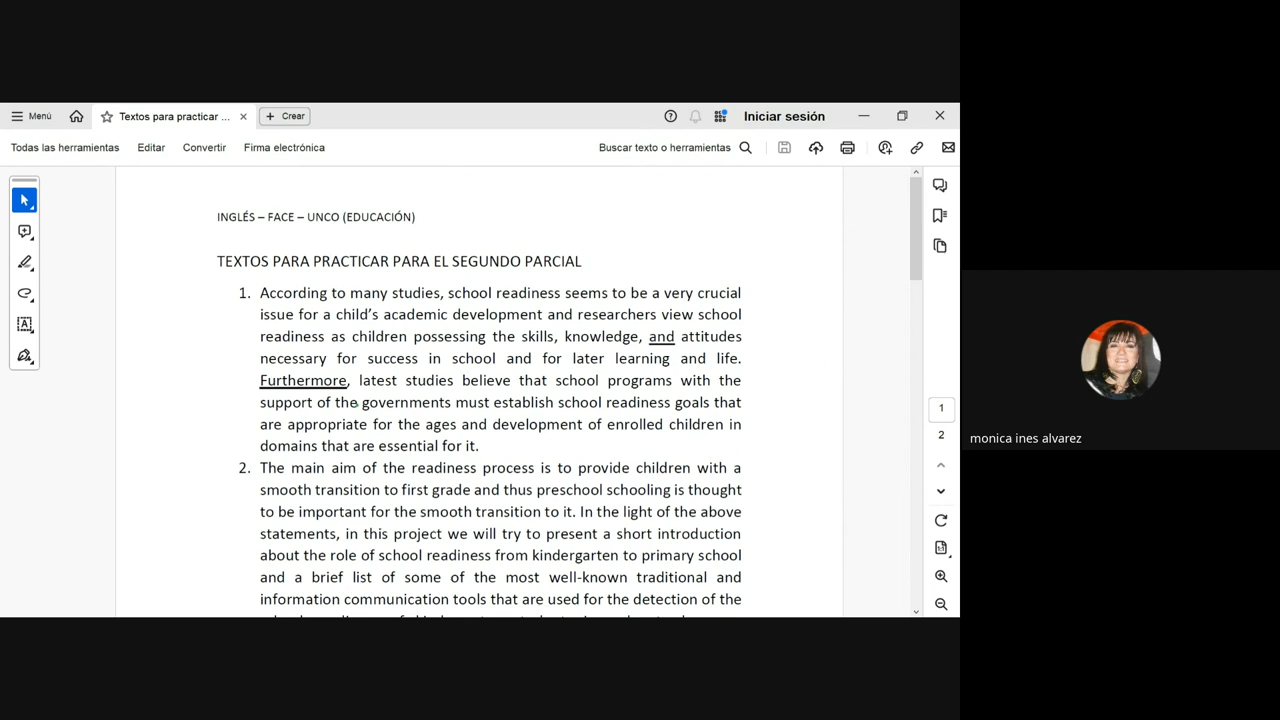 Menú
Textos para practicar ...
Crear
Iniciar sesión
Todas las herramientas
Editar
Convertir
Firma electrónica
Buscar texto o herramientas
INGLÉS – FACE – UNCO (EDUCACIÓN)
TEXTOS PARA PRACTICAR PARA EL SEGUNDO PARCIAL
1. According to many studies, school readiness seems to be a very crucial
issue for a child's academic development and researchers view school
readiness as children possessing the skills, knowledge, and attitudes
necessary for success in school and for later learning and life.
Furthermore, latest studies believe that school programs with the
support of the governments must establish school readiness goals that
are appropriate for the ages and development of enrolled children in
domains that are essential for it.
2. The main aim of the readiness process is to provide children with a
smooth transition to first grade and thus preschool schooling is thought
to be important for the smooth transition to it. In the light of the above
statements, in this project we will try to present a short introduction
about the role of school readiness from kindergarten to primary school
and a brief list of some of the most well-known traditional and
information communication tools that are used for the detection of the
1
2
monica ines alvarez